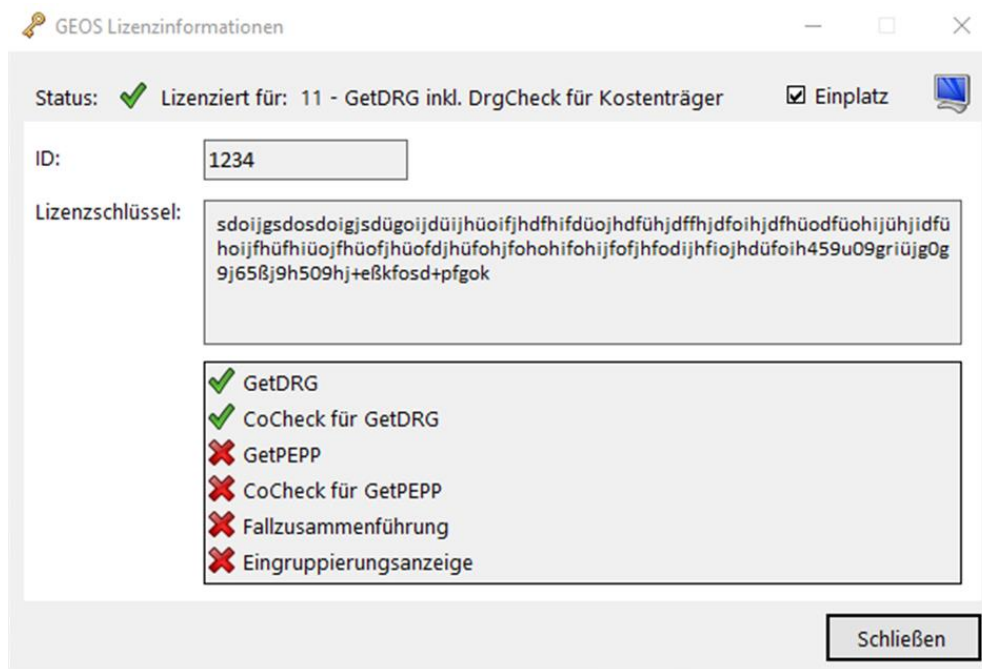 GEOS Lizenzinformationen
Status: Lizenziert für: 11 - GetDRG inkl. DrgCheck für Kostenträger Einplatz
ID: 1234
Lizenzschlüssel: sdoijgsdosdoigjsdügoijdüijhüoifjhdfhifdüojhdfühjdffhjdfoihjdfhüodfüohijühjidfü
hoijfhüfhiüojfhüofjhüofdjhüfohjfohohifohijfofjhfodijhfiojhdüfoih459u09griüjg0g
9j65ßj9h509hj+eßkfosd+pfgok
GetDRG
CoCheck für GetDRG
GetPEPP
CoCheck für GetPEPP
Fallzusammenführung
Eingruppierungsanzeige
Schließen